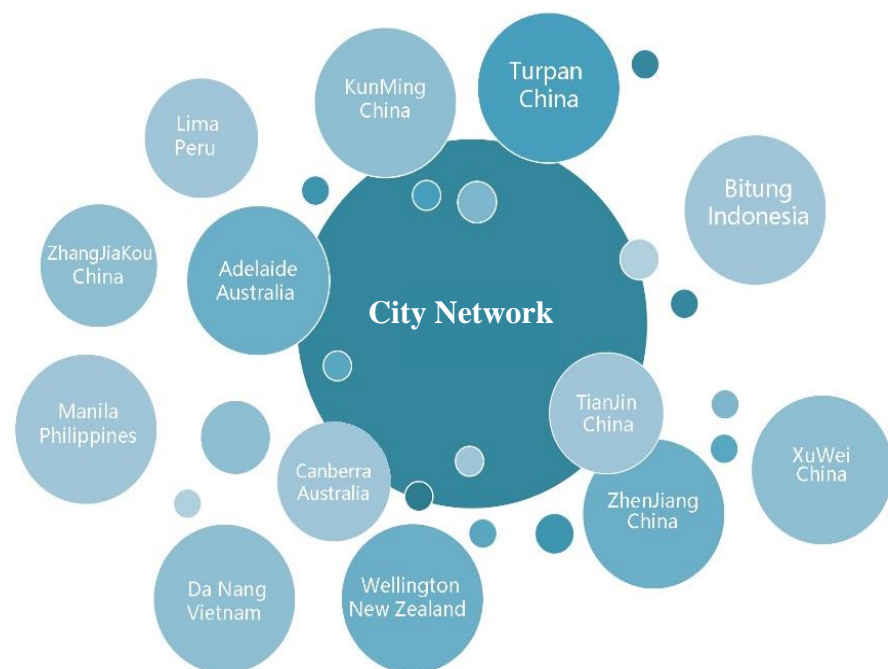 KunMing
China
Turpan
China
Lima
Peru
Bitung
Indonesia
ZhangJiaKou
China
Adelaide
Australia
City Network
Manila
Philippines
TianJin
China
Canberra
Australia
XuWei
China
ZhenJiang
China
Da Nang
Vietnam
Wellington
New Zealand